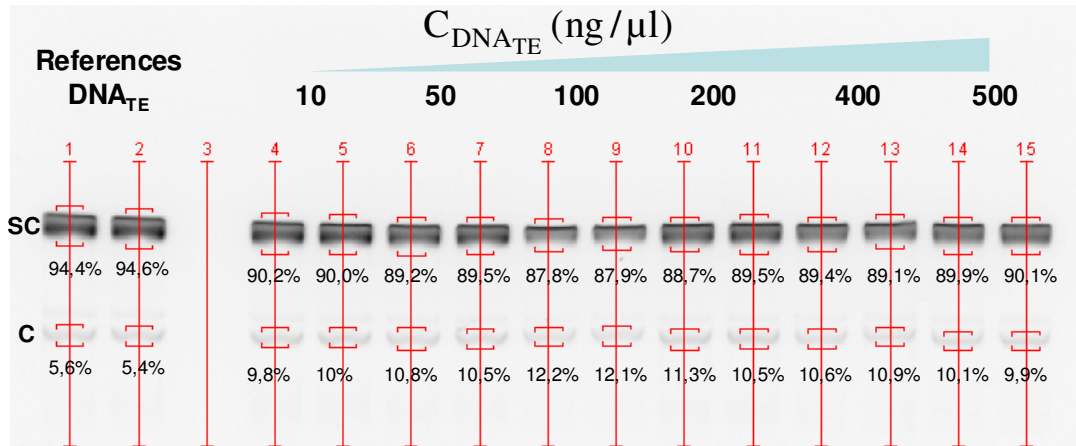 C_DNA_TE (ng/µl)
References
DNA_TE
10 50 100 200 400 500
1 2 3 4 5 6 7 8 9 10 11 12 13 14 15
SC
94,4% 94,6% 90,2% 90,0% 89,2% 89,5% 87,8% 87,9% 88,7% 89,5% 89,4% 89,1% 89,9% 90,1%
C
5,6% 5,4% 9,8% 10% 10,8% 10,5% 12,2% 12,1% 11,3% 10,5% 10,6% 10,9% 10,1% 9,9%